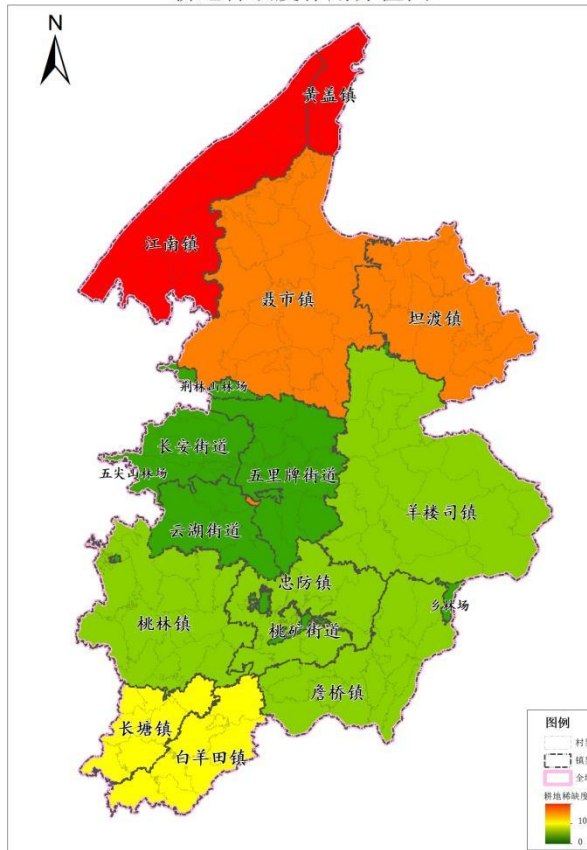 N
黄盖镇
江南镇
聂市镇
坦渡镇
荆林山林场
长安街道
五里牌街道
五尖山林场
云湖街道
羊楼司镇
忠防镇
乡林场
桃林镇
桃矿街道
詹桥镇
长塘镇
白羊田镇
图例
村
镇
全
耕地稀缺度
10
0